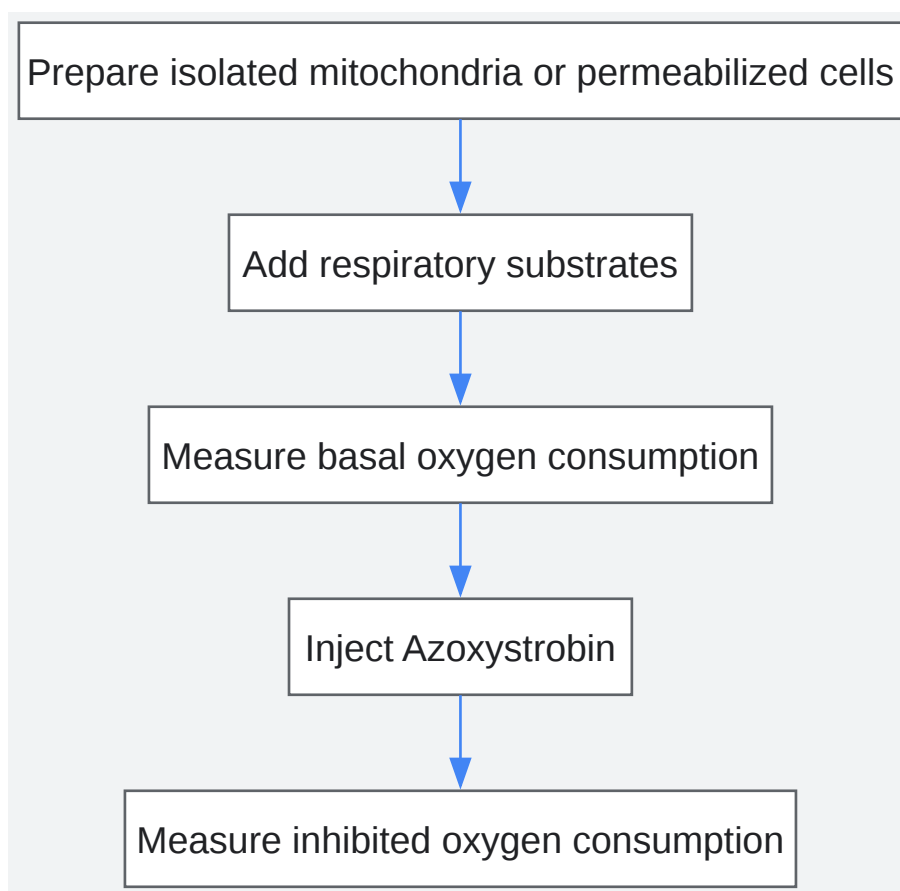 Prepare isolated mitochondria or permeabilized cells
Add respiratory substrates
Measure basal oxygen consumption
Inject Azoxystrobin
Measure inhibited oxygen consumption